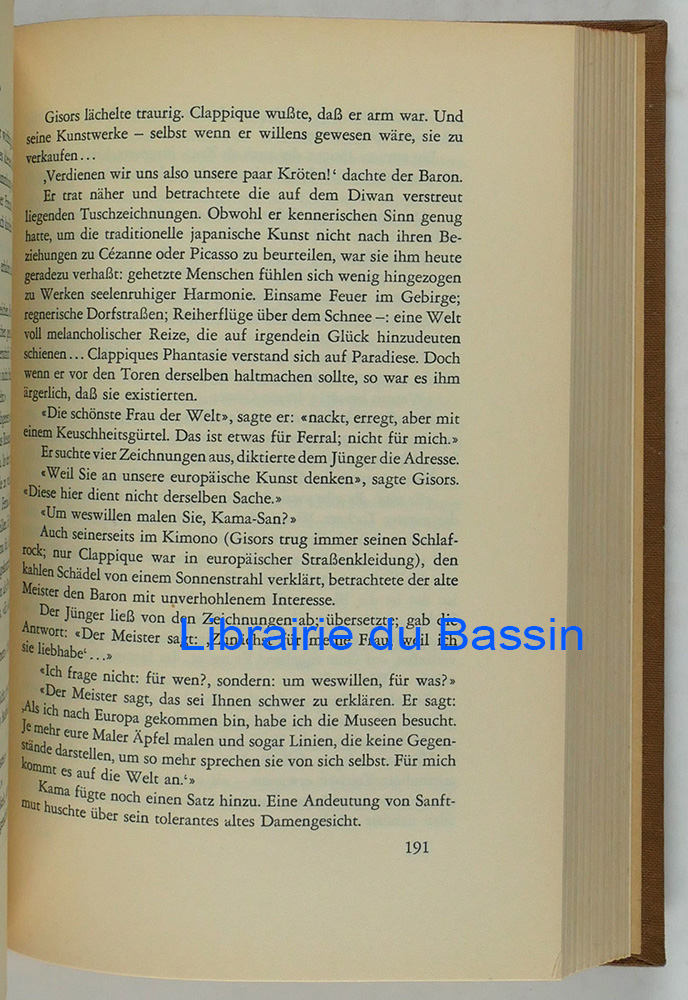 Gisors lächelte traurig. Clappique wußte, daß er arm war. Und
seine Kunstwerke – selbst wenn er willens gewesen wäre, sie zu
verkaufen...
‚Verdienen wir uns also unsere paar Kröten!‘ dachte der Baron.
Er trat näher und betrachtete die auf dem Diwan verstreut
liegenden Tuschzeichnungen. Obwohl er kennerischen Sinn genug
hatte, um die traditionelle japanische Kunst nicht nach ihren Be-
ziehungen zu Cézanne oder Picasso zu beurteilen, war sie ihm heute
geradezu verhaßt: gehetzte Menschen fühlen sich wenig hingezogen
zu Werken seelenruhiger Harmonie. Einsame Feuer im Gebirge;
regnerische Dorfstraßen; Reiherflüge über dem Schnee –: eine Welt
voll melancholischer Reize, die auf irgendein Glück hinzudeuten
schienen... Clappiques Phantasie verstand sich auf Paradiese. Doch
wenn er vor den Toren derselben haltmachen sollte, so war es ihm
ärgerlich, daß sie existierten.
«Die schönste Frau der Welt», sagte er: «nackt, erregt, aber mit
einem Keuschheitsgürtel. Das ist etwas für Ferral; nicht für mich.»
Er suchte vier Zeichnungen aus, diktierte dem Jünger die Adresse.
«Weil Sie an unsere europäische Kunst denken», sagte Gisors.
«Diese hier dient nicht derselben Sache.»
«Um weswillen malen Sie, Kama-San?»
Auch seinerseits im Kimono (Gisors trug immer seinen Schlaf-
rock; nur Clappique war in europäischer Straßenkleidung), den
kahlen Schädel von einem Sonnenstrahl verklärt, betrachtete der alte
Meister den Baron mit unverhohlenem Interesse.
Der Jünger ließ von den Zeichnungen ab; übersetzte; gab die
Antwort: «Der Meister sagt: ‚Zunächst für meine Frau, weil ich
sie liebhabe‘...»
Librairie du Bassin
«Ich frage nicht: für wen?, sondern: um weswillen, für was?»
«Der Meister sagt, das sei Ihnen schwer zu erklären. Er sagt:
‚Als ich nach Europa gekommen bin, habe ich die Museen besucht.
Je mehr eure Maler Äpfel malen und sogar Linien, die keine Gegen-
stände darstellen, um so mehr sprechen sie von sich selbst. Für mich
kommt es auf die Welt an.‘»
Kama fügte noch einen Satz hinzu. Eine Andeutung von Sanft-
mut huschte über sein tolerantes altes Damengesicht.
191